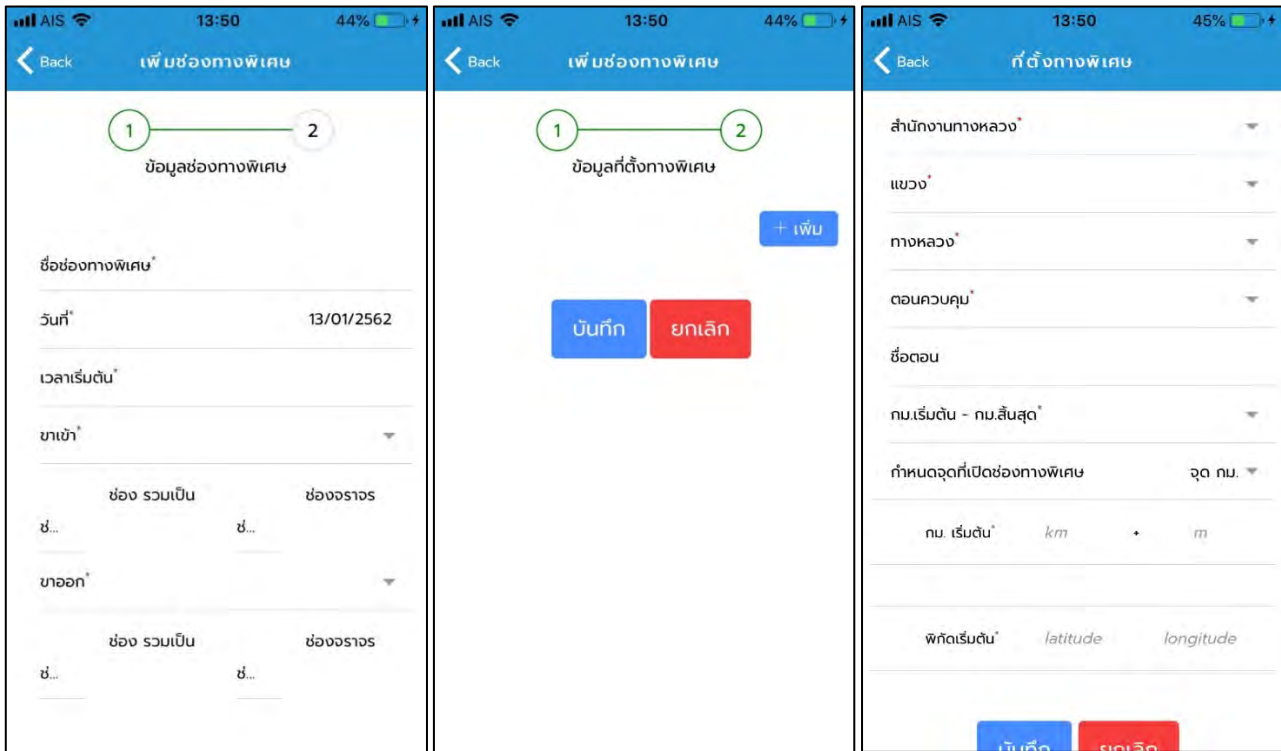 AIS 13:50 44%
Back เพิ่มช่องทางพิเศษ
1 2
ข้อมูลช่องทางพิเศษ
ชื่อช่องทางพิเศษ*
วันที่* 13/01/2562
เวลาเริ่มต้น*
ขาเข้า*
ช่อง รวมเป็น ช่องจราจร
ช่... ช่...
ขาออก*
ช่อง รวมเป็น ช่องจราจร
ช่... ช่...
AIS 13:50 44%
Back เพิ่มช่องทางพิเศษ
1 2
ข้อมูลที่ตั้งทางพิเศษ
+ เพิ่ม
บันทึก ยกเลิก
AIS 13:50 45%
Back ที่ตั้งทางพิเศษ
สำนักงานทางหลวง*
แขวง*
ทางหลวง*
ตอนควบคุม*
ชื่อตอน
กม.เริ่มต้น - กม.สิ้นสุด*
กำหนดจุดที่เปิดช่องทางพิเศษ จุด กม.
กม. เริ่มต้น* km + m
พิกัดเริ่มต้น* latitude longitude
บันทึก ยกเลิก